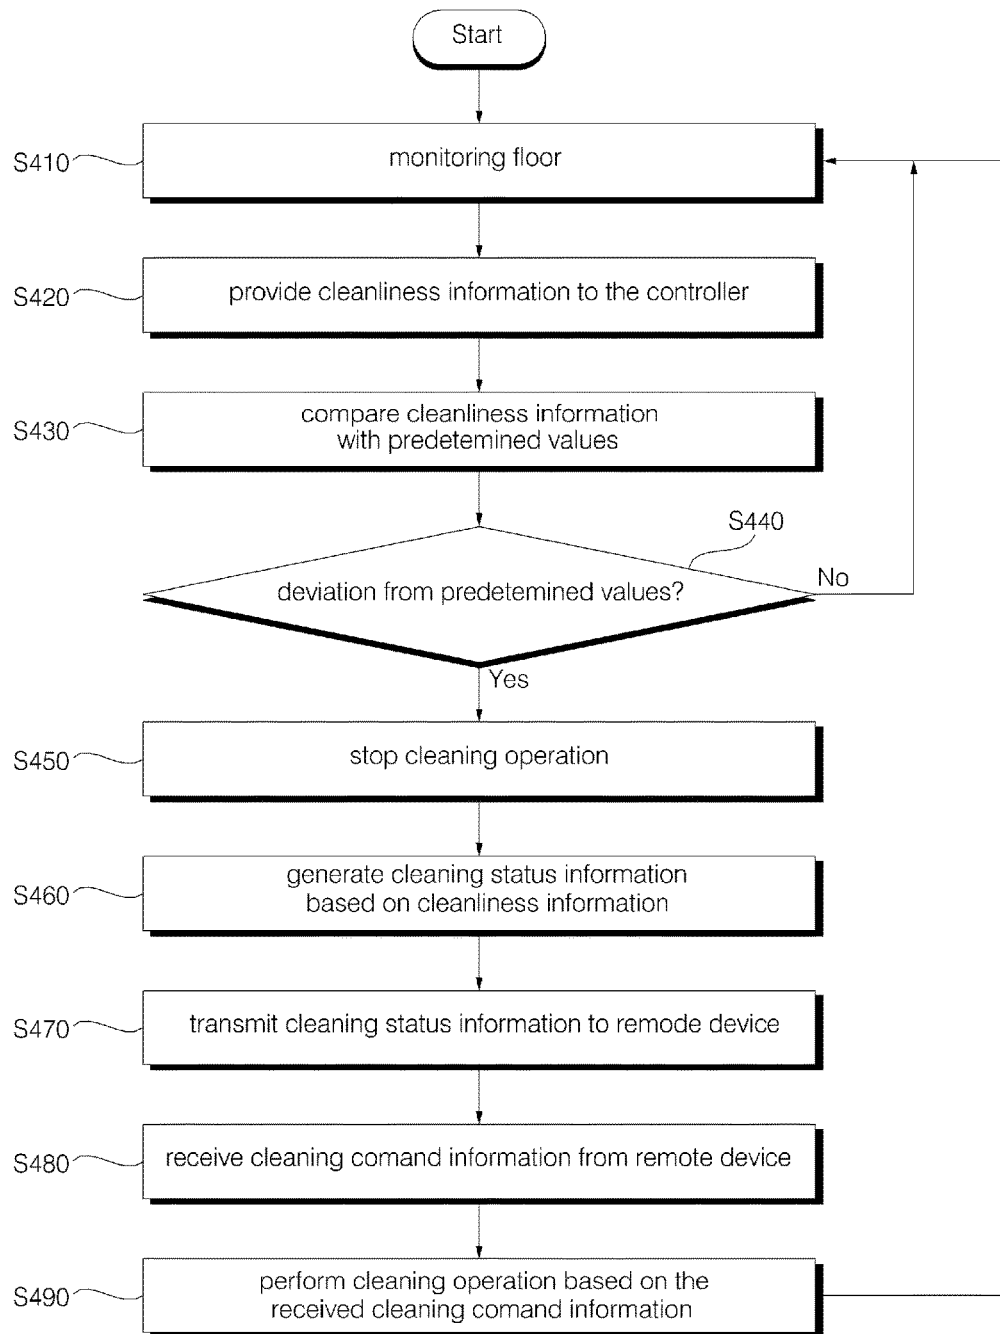 Start
S410
monitoring floor
S420
provide cleanliness information to the controller
S430
compare cleanliness information
with predetemined values
S440
deviation from predetemined values?
No
Yes
S450
stop cleaning operation
S460
generate cleaning status information
based on cleanliness information
S470
transmit cleaning status information to remode device
S480
receive cleaning comand information from remote device
S490
perform cleaning operation based on the
received cleaning comand information